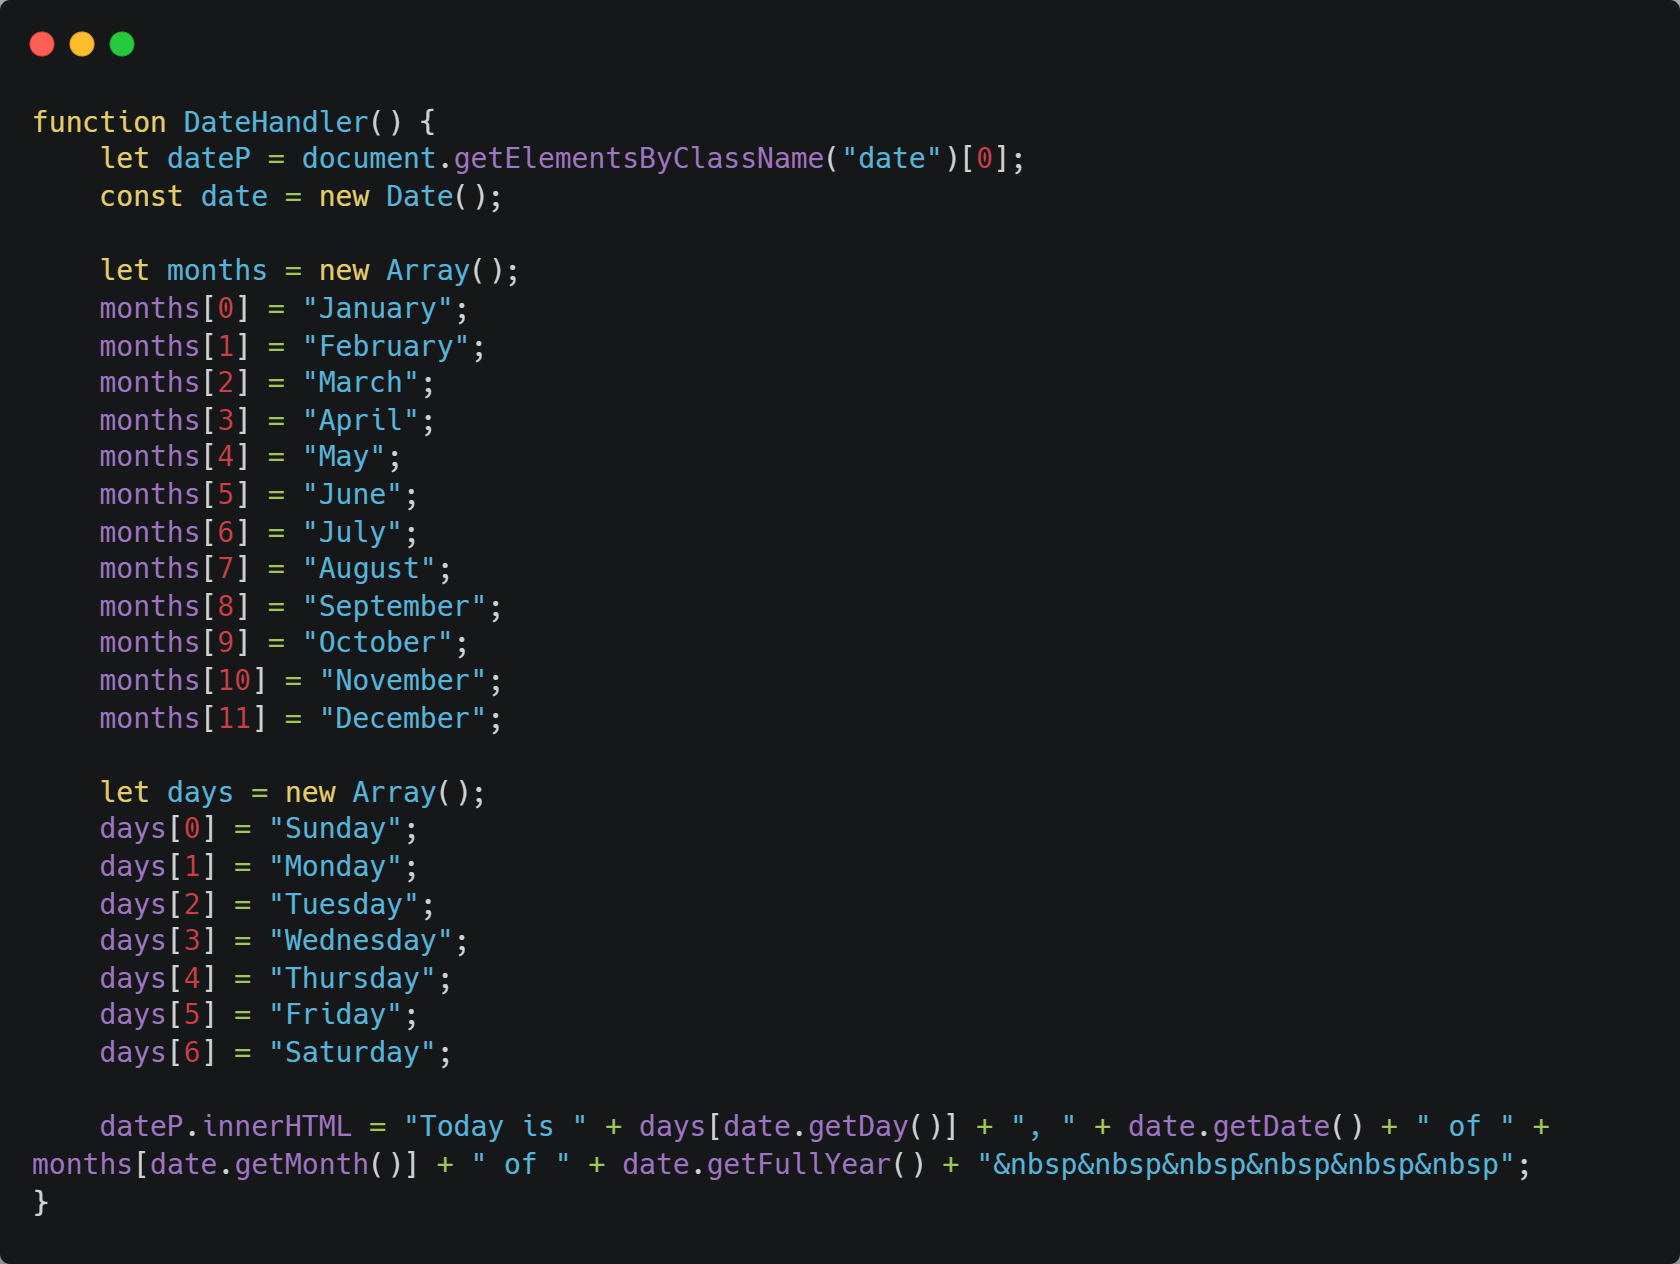 function DateHandler() {
    let dateP = document.getElementsByClassName("date")[0];
    const date = new Date();

    let months = new Array();
    months[0] = "January";
    months[1] = "February";
    months[2] = "March";
    months[3] = "April";
    months[4] = "May";
    months[5] = "June";
    months[6] = "July";
    months[7] = "August";
    months[8] = "September";
    months[9] = "October";
    months[10] = "November";
    months[11] = "December";

    let days = new Array();
    days[0] = "Sunday";
    days[1] = "Monday";
    days[2] = "Tuesday";
    days[3] = "Wednesday";
    days[4] = "Thursday";
    days[5] = "Friday";
    days[6] = "Saturday";

    dateP.innerHTML = "Today is " + days[date.getDay()] + ", " + date.getDate() + " of " +
months[date.getMonth()] + " of " + date.getFullYear() + "&nbsp&nbsp&nbsp&nbsp&nbsp&nbsp";
}